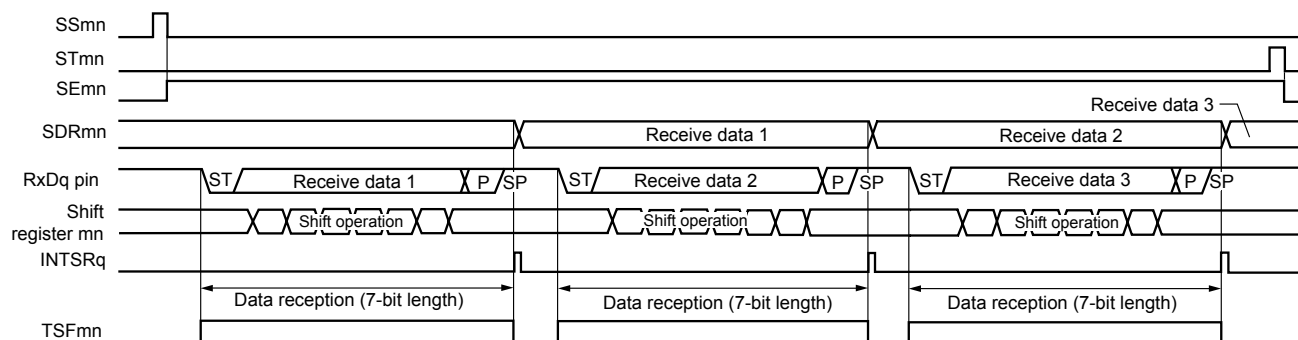 SSmn
STmn
SEmn
Receive data 3
SDRmn Receive data 1 Receive data 2
RxDq pin ST Receive data 1 P SP ST Receive data 2 P SP ST Receive data 3 P SP
Shift
register mn Shift operation Shift operation Shift operation
INTSRq
Data reception (7-bit length) Data reception (7-bit length) Data reception (7-bit length)
TSFmn